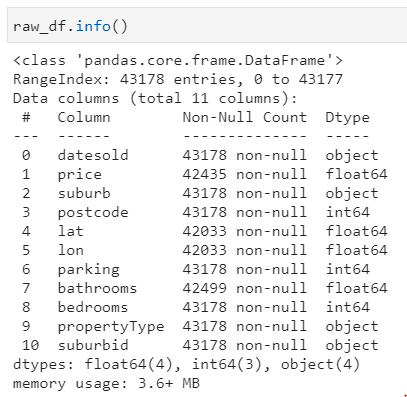 raw_df.info()
<class 'pandas.core.frame.DataFrame'>
RangeIndex: 43178 entries, 0 to 43177
Data columns (total 11 columns):
 #   Column        Non-Null Count  Dtype
---  ------        --------------  -----
 0   datesold      43178 non-null  object
 1   price         42435 non-null  float64
 2   suburb        43178 non-null  object
 3   postcode      43178 non-null  int64
 4   lat           42033 non-null  float64
 5   lon           42033 non-null  float64
 6   parking       43178 non-null  int64
 7   bathrooms     42499 non-null  float64
 8   bedrooms      43178 non-null  int64
 9   propertyType  43178 non-null  object
 10  suburbid      43178 non-null  object
dtypes: float64(4), int64(3), object(4)
memory usage: 3.6+ MB